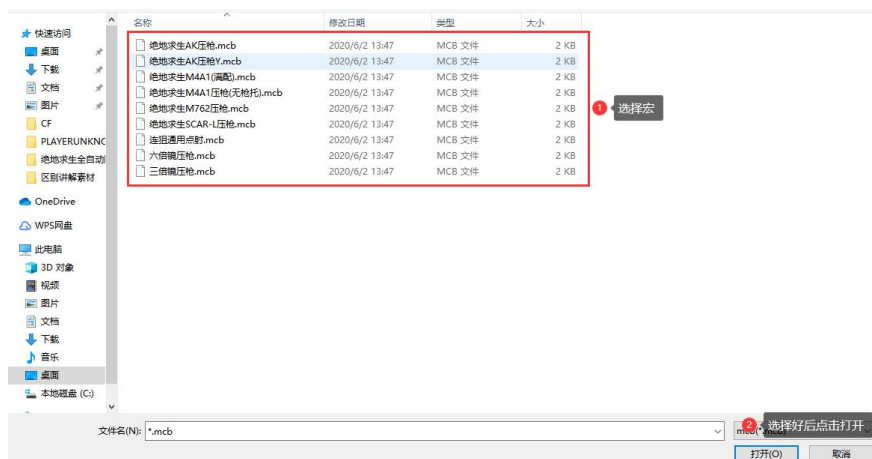 名称 修改日期 类型 大小
快速访问
桌面
下载
文档
图片
CF
PLAYERUNKNC
绝地求生全自动
区别讲解素材
OneDrive
WPS网盘
此电脑
3D 对象
视频
图片
文档
下载
音乐
桌面
本地磁盘 (C:)
绝地求生AK压枪.mcb 2020/6/2 13:47 MCB 文件 2 KB
绝地求生AK压枪Y.mcb 2020/6/2 13:47 MCB 文件 2 KB
绝地求生M4A1(满配).mcb 2020/6/2 13:47 MCB 文件 2 KB
绝地求生M4A1压枪(无枪托).mcb 2020/6/2 13:47 MCB 文件 2 KB
绝地求生M762压枪.mcb 2020/6/2 13:47 MCB 文件 2 KB
绝地求生SCAR-L压枪.mcb 2020/6/2 13:47 MCB 文件 2 KB
连狙通用点射.mcb 2020/6/2 13:47 MCB 文件 2 KB
六倍镜压枪.mcb 2020/6/2 13:47 MCB 文件 2 KB
三倍镜压枪.mcb 2020/6/2 13:47 MCB 文件 2 KB
1 选择宏
文件名(N): *.mcb
2 选择好后点击打开
打开(O) 取消